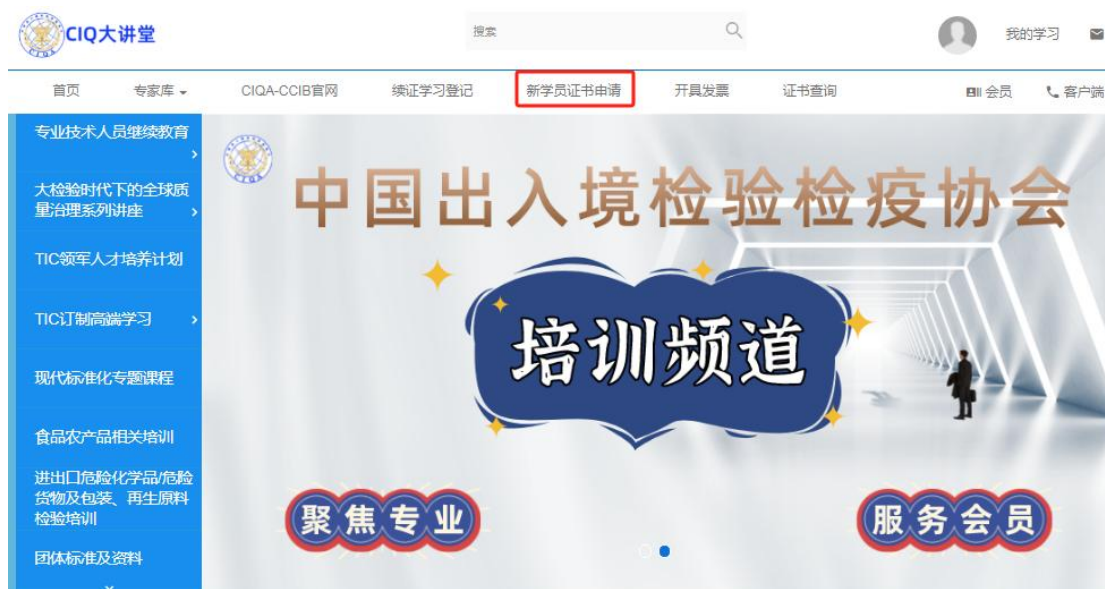 CIQ大讲堂
搜索
我的学习
首页
专家库
CIQA-CCIB官网
续证学习登记
新学员证书申请
开具发票
证书查询
会员
客户端
专业技术人员继续教育
大检验时代下的全球质
量治理系列讲座
TIC领军人才培养计划
TIC订制高端学习
现代标准化专题课程
食品农产品相关培训
进出口危险化学品/危险
货物及包装、再生原料
检验培训
团体标准及资料
CIQA
中国出入境检验检疫协会
培训频道
聚焦专业
服务会员